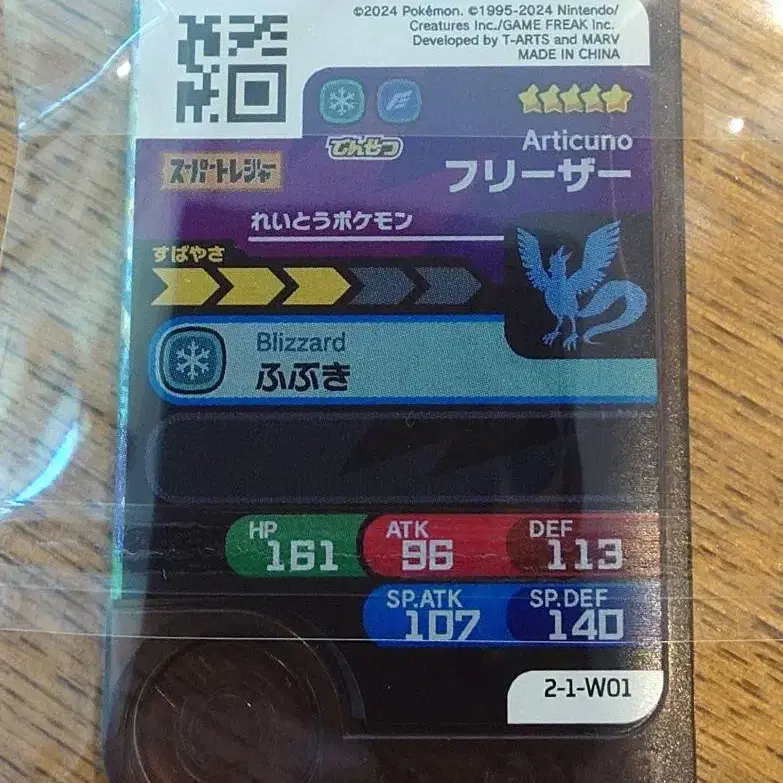 ©2024 Pokémon. ©1995-2024 Nintendo/
Creatures Inc./GAME FREAK inc.
Developed by T-ARTS and MARV
MADE IN CHINA
でんせつ
Articuno
スーパートレジャー
フリーザー
れいとうポケモン
すばやさ
Blizzard
ふぶき
HP
161
ATK
96
DEF
113
SP.ATK
107
SP.DEF
140
2-1-W01